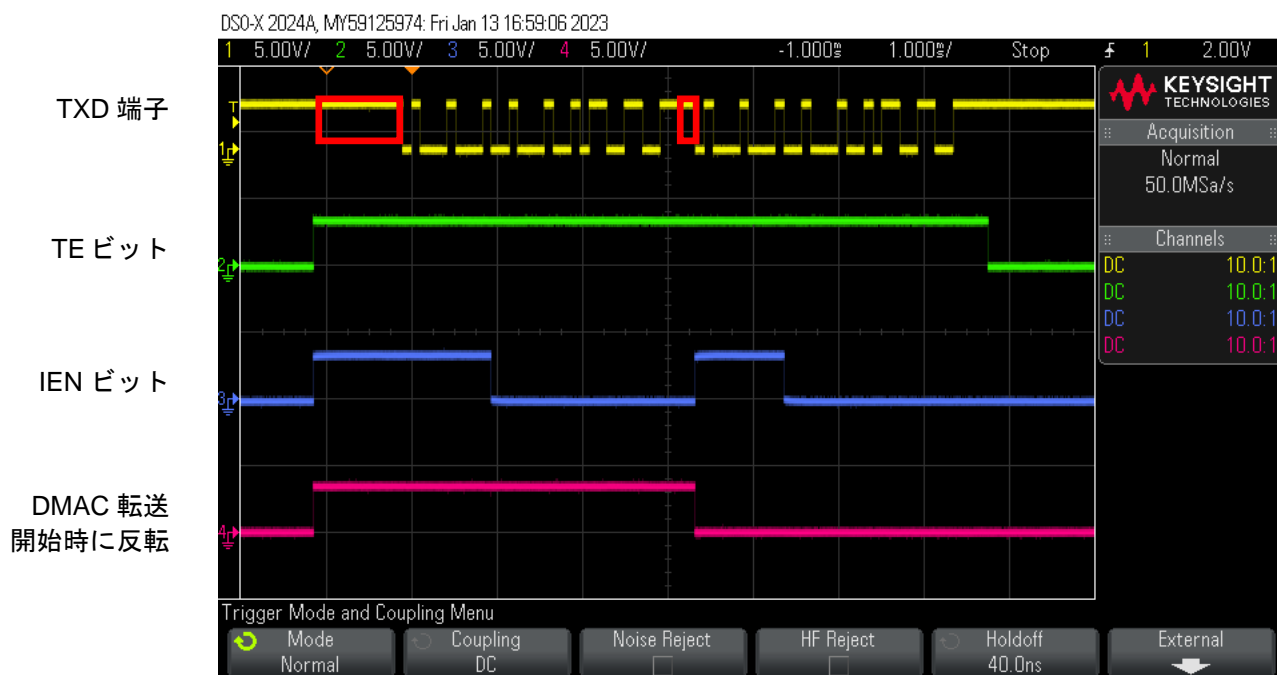 DSO-X 2024A, MY59125974: Fri Jan 13 16:59:06 2023
1 5.00V/ 2 5.00V/ 3 5.00V/ 4 5.00V/ -1.000ms 1.000ms/ Stop 1 2.00V
TXD 端子
TE ビット
IEN ビット
DMAC 転送
開始時に反転
T
1
2
3
4
KEYSIGHT
TECHNOLOGIES
Acquisition
Normal
50.0MSa/s
Channels
DC 10.0:1
DC 10.0:1
DC 10.0:1
DC 10.0:1
Trigger Mode and Coupling Menu
Mode Coupling Noise Reject HF Reject Holdoff External
Normal DC 40.0ns